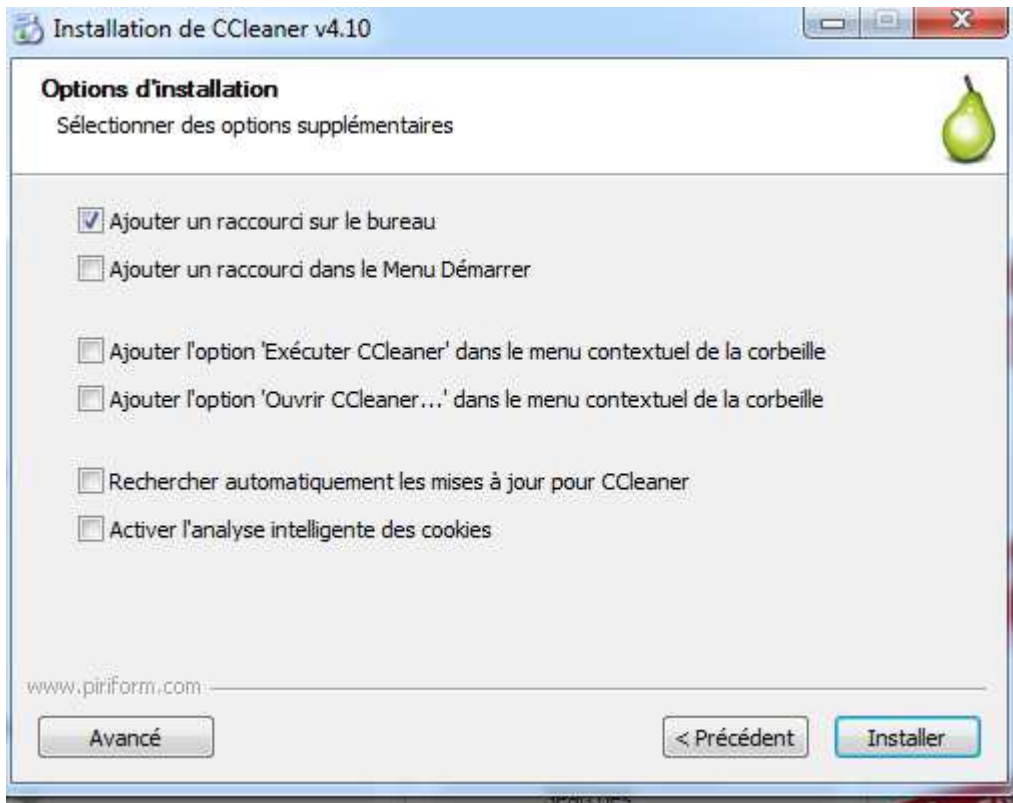 Installation de CCleaner v4.10
Options d'installation
Sélectionner des options supplémentaires
Ajouter un raccourci sur le bureau
Ajouter un raccourci dans le Menu Démarrer
Ajouter l'option 'Exécuter CCleaner' dans le menu contextuel de la corbeille
Ajouter l'option 'Ouvrir CCleaner...' dans le menu contextuel de la corbeille
Rechercher automatiquement les mises à jour pour CCleaner
Activer l'analyse intelligente des cookies
www.piriform.com
Avancé
< Précédent
Installer